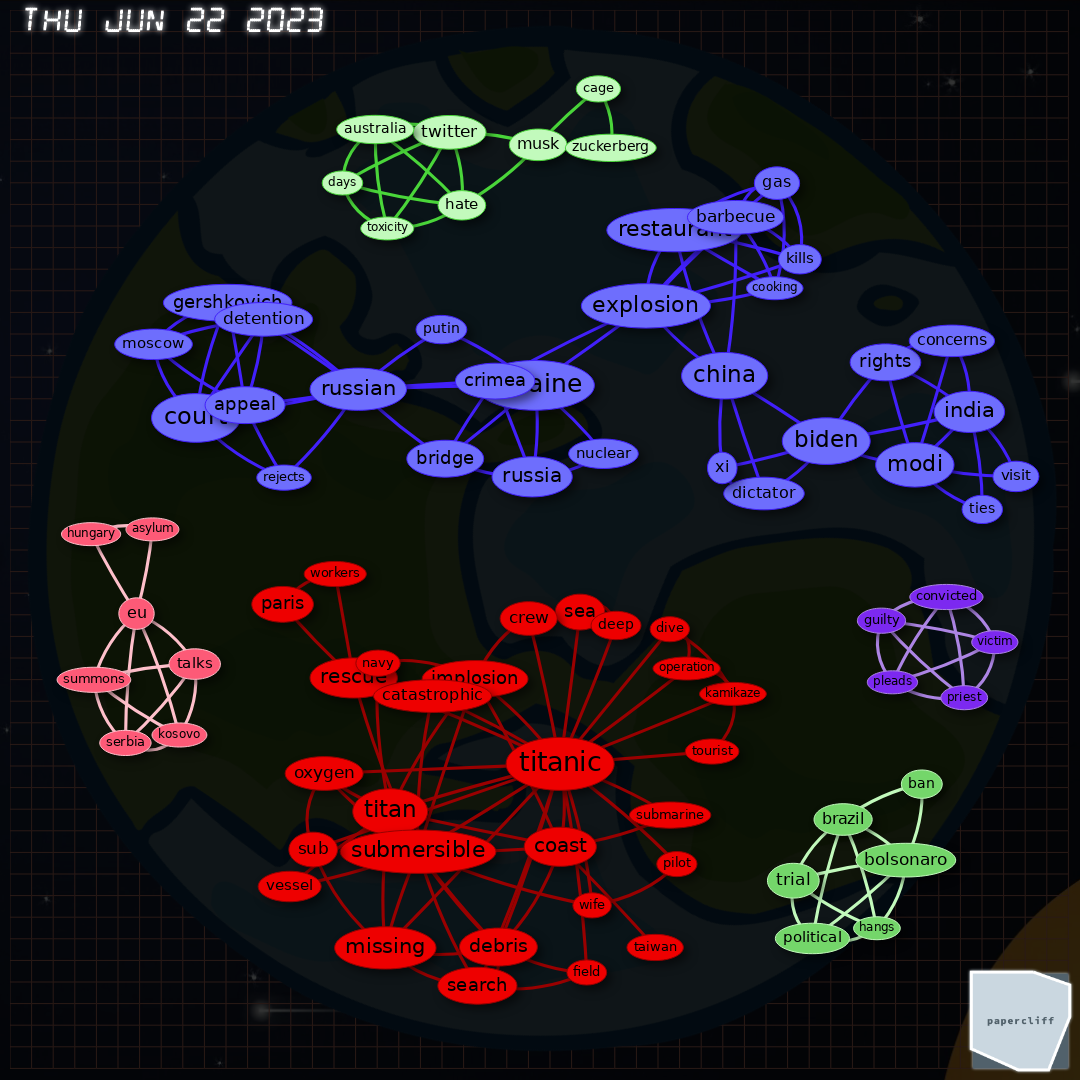 THU JUN 22 2023
cage
australia
twitter
musk
zuckerberg
days
hate
toxicity
gas
restaurant
barbecue
kills
cooking
explosion
gershkovich
detention
moscow
putin
russian
crimea
aine
court
appeal
bridge
russia
nuclear
rejects
china
concerns
rights
india
biden
modi
xi
visit
dictator
ties
hungary
asylum
eu
talks
summons
serbia
kosovo
workers
paris
crew
sea
deep
dive
navy
rescue
implosion
catastrophic
operation
kamikaze
tourist
titanic
oxygen
titan
submarine
sub
submersible
coast
pilot
vessel
wife
missing
debris
taiwan
field
search
convicted
guilty
victim
pleads
priest
ban
brazil
bolsonaro
trial
hangs
political
papercliff